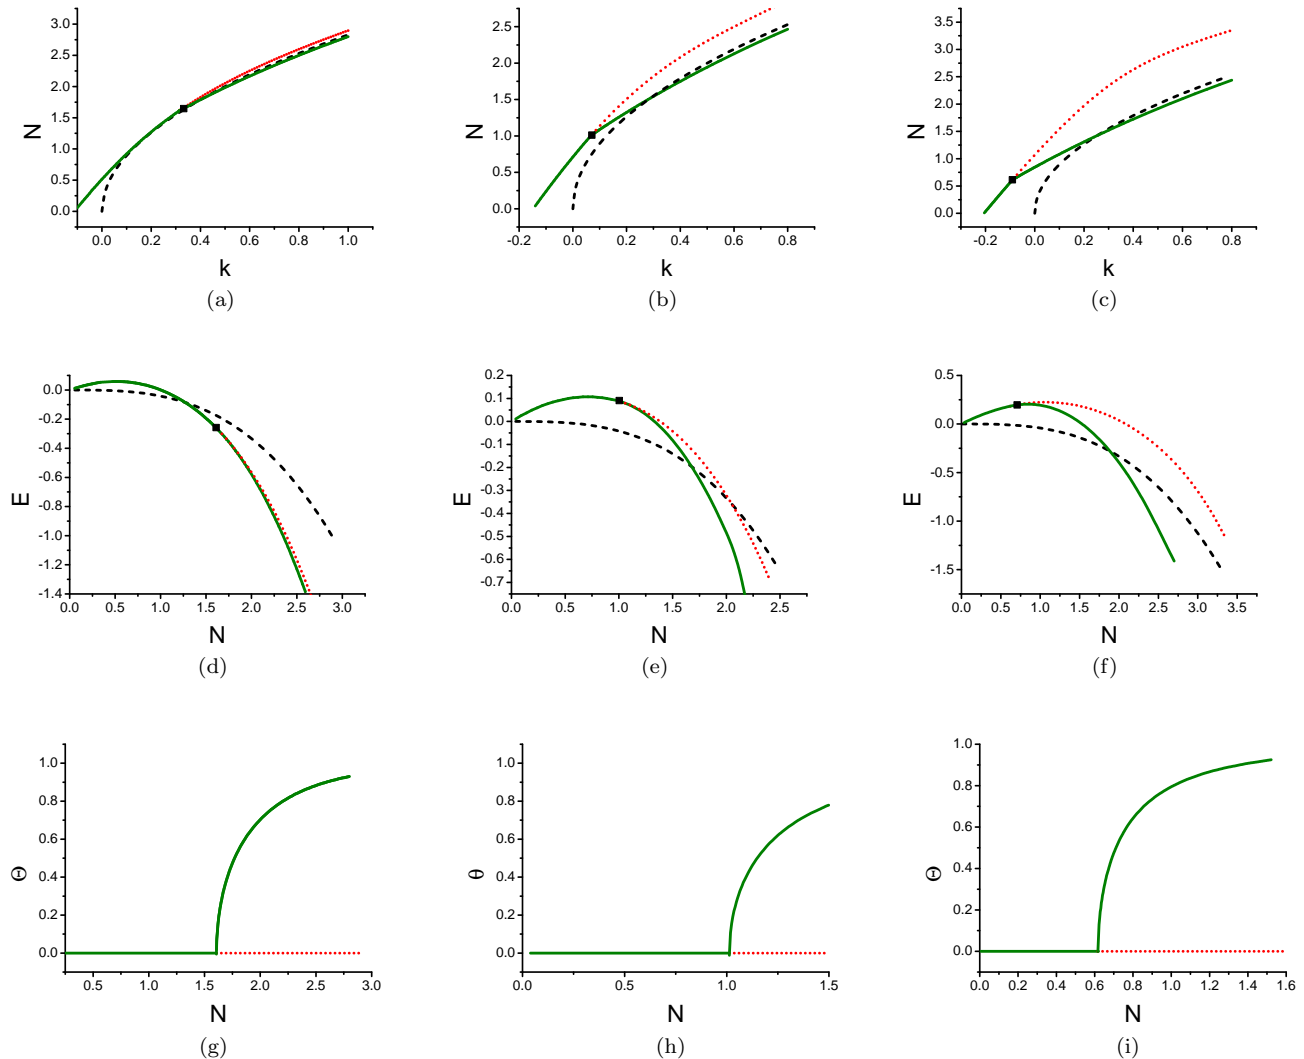 3.0
2.5
2.0
1.5
1.0
0.5
0.0
N
0.0 0.2 0.4 0.6 0.8 1.0
k
(a)
2.5
2.0
1.5
1.0
0.5
0.0
N
-0.2 0.0 0.2 0.4 0.6 0.8
k
(b)
3.5
3.0
2.5
2.0
1.5
1.0
0.5
0.0
N
-0.2 0.0 0.2 0.4 0.6 0.8
k
(c)
0.0
-0.2
-0.4
-0.6
-0.8
-1.0
-1.2
-1.4
E
0.0 0.5 1.0 1.5 2.0 2.5 3.0
N
(d)
0.2
0.1
0.0
-0.1
-0.2
-0.3
-0.4
-0.5
-0.6
-0.7
E
0.0 0.5 1.0 1.5 2.0 2.5
N
(e)
0.5
0.0
-0.5
-1.0
-1.5
E
0.0 0.5 1.0 1.5 2.0 2.5 3.0 3.5
N
(f)
1.0
0.8
0.6
0.4
0.2
0.0
Θ
0.5 1.0 1.5 2.0 2.5 3.0
N
(g)
1.0
0.8
0.6
0.4
0.2
0.0
θ
0.0 0.5 1.0 1.5
N
(h)
1.0
0.8
0.6
0.4
0.2
0.0
Θ
0.0 0.2 0.4 0.6 0.8 1.0 1.2 1.4 1.6
N
(i)